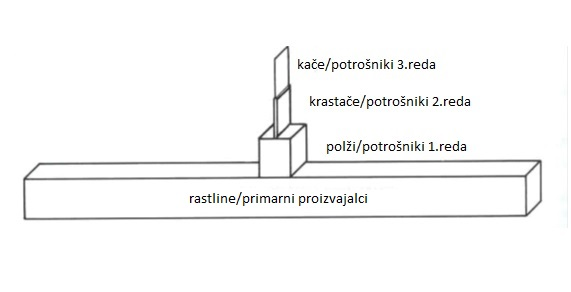 kače/potrošniki 3.reda
krastače/potrošniki 2.reda
polži/potrošniki 1.reda
rastline/primarni proizvajalci